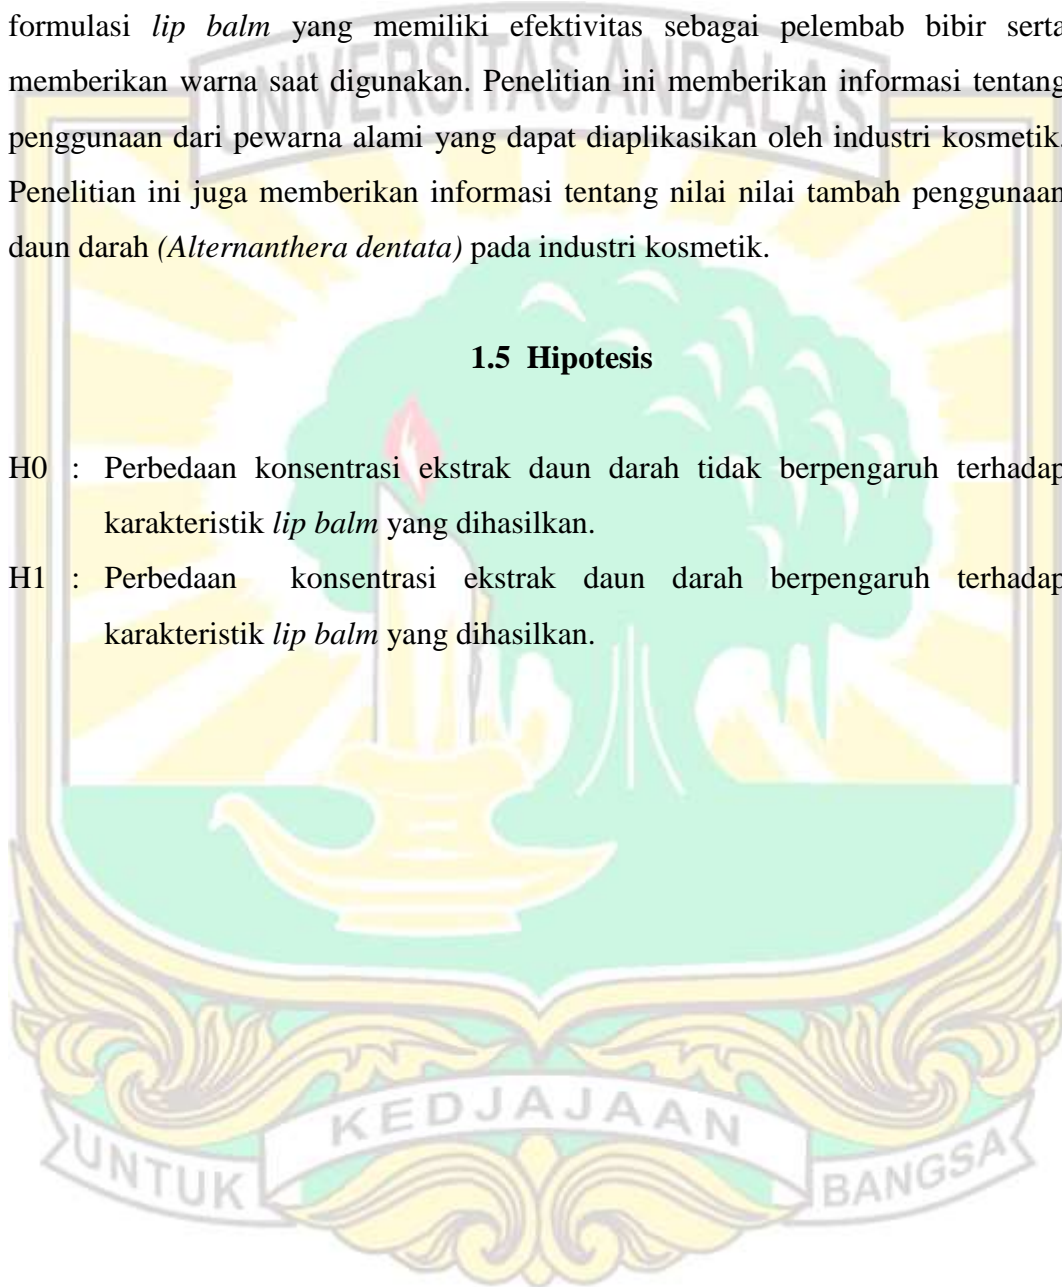 formulasi lip balm yang memiliki efektivitas sebagai pelembab bibir serta
memberikan warna saat digunakan. Penelitian ini memberikan informasi tentang
UNIVERSITAS ANDALAS
penggunaan dari pewarna alami yang dapat diaplikasikan oleh industri kosmetik.
Penelitian ini juga memberikan informasi tentang nilai nilai tambah penggunaan
daun darah (Alternanthera dentata) pada industri kosmetik.
1.5 Hipotesis
H0 : Perbedaan konsentrasi ekstrak daun darah tidak berpengaruh terhadap
karakteristik lip balm yang dihasilkan.
H1 : Perbedaan konsentrasi ekstrak daun darah berpengaruh terhadap
karakteristik lip balm yang dihasilkan.
UNTUK KEDJAJAAN BANGSA